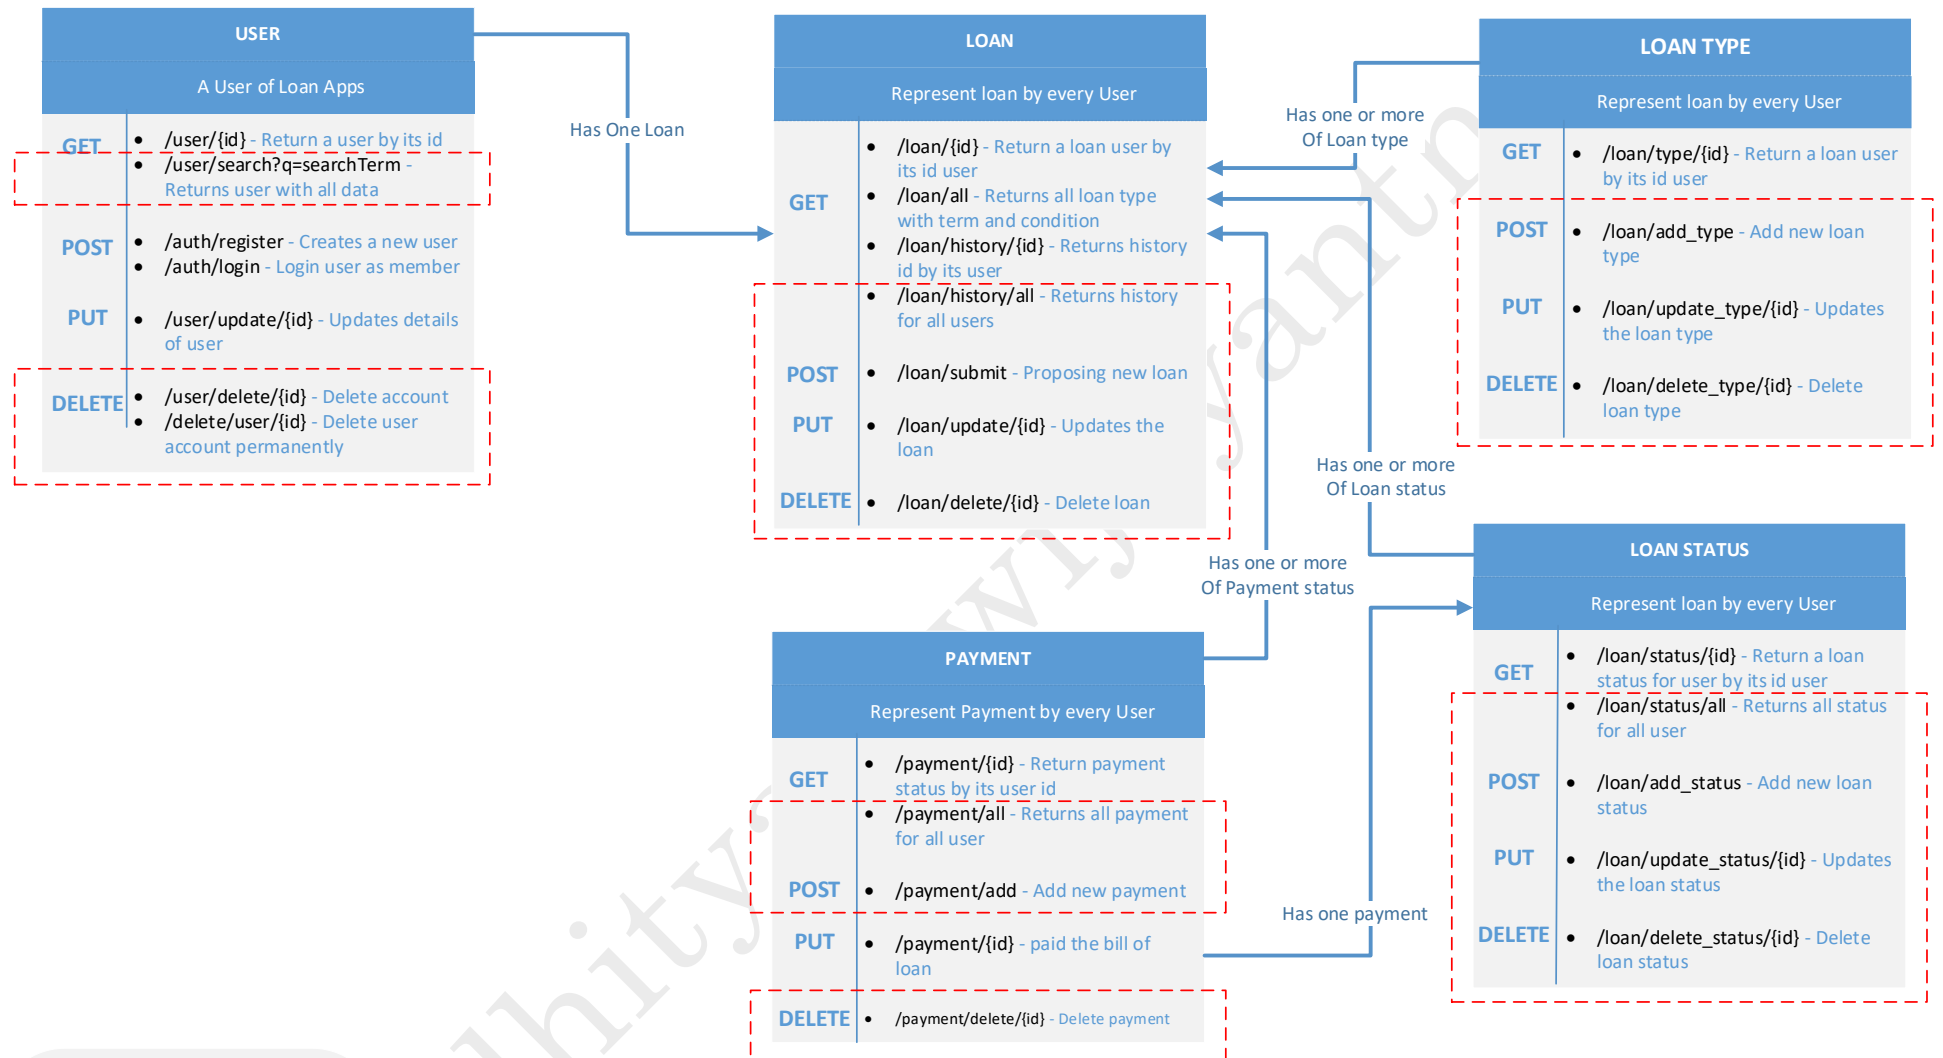 USER
A User of Loan Apps
GET
• /user/{id} - Return a user by its id
• /user/search?q=searchTerm -
Returns user with all data
POST
• /auth/register - Creates a new user
• /auth/login - Login user as member
PUT
• /user/update/{id} - Updates details
of user
DELETE
• /user/delete/{id} - Delete account
• /delete/user/{id} - Delete user
account permanently
Has One Loan
LOAN
Represent loan by every User
GET
• /loan/{id} - Return a loan user by
its id user
• /loan/all - Returns all loan type
with term and condition
• /loan/history/{id} - Returns history
id by its user
• /loan/history/all - Returns history
for all users
POST
• /loan/submit - Proposing new loan
PUT
• /loan/update/{id} - Updates the
loan
DELETE
• /loan/delete/{id} - Delete loan
Has one or more
Of Loan type
LOAN TYPE
Represent loan by every User
GET
• /loan/type/{id} - Return a loan user
by its id user
POST
• /loan/add_type - Add new loan
type
PUT
• /loan/update_type/{id} - Updates
the loan type
DELETE
• /loan/delete_type/{id} - Delete
loan type
Has one or more
Of Loan status
Has one or more
Of Payment status
PAYMENT
Represent Payment by every User
GET
• /payment/{id} - Return payment
status by its user id
• /payment/all - Returns all payment
for all user
POST
• /payment/add - Add new payment
PUT
• /payment/{id} - paid the bill of
loan
DELETE
• /payment/delete/{id} - Delete payment
Has one payment
LOAN STATUS
Represent loan by every User
GET
• /loan/status/{id} - Return a loan
status for user by its id user
• /loan/status/all - Returns all status
for all user
POST
• /loan/add_status - Add new loan
status
PUT
• /loan/update_status/{id} - Updates
the loan status
DELETE
• /loan/delete_status/{id} - Delete
loan status